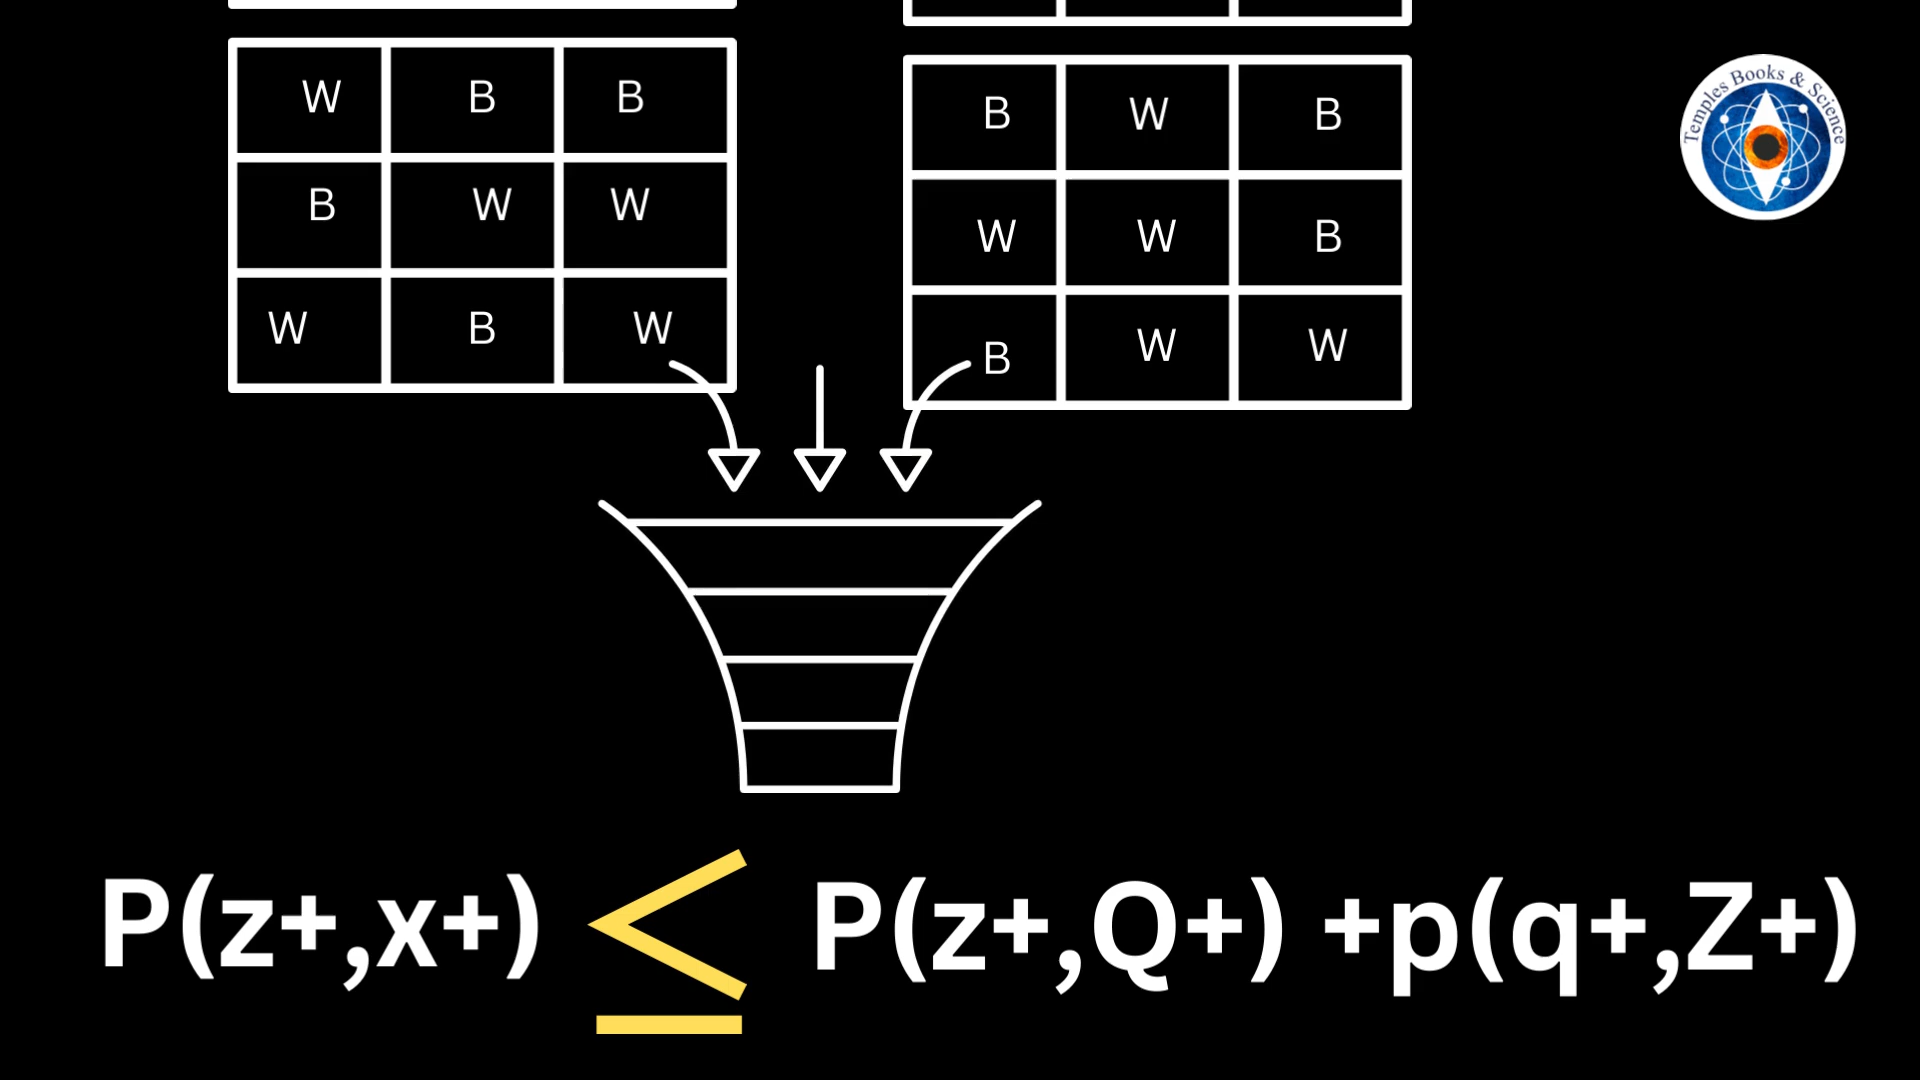 W B B
B W W
W B W
B W B
W W B
B W W
Temples Books & Science
P(z+,x+) ≤ P(z+,Q+) +p(q+,Z+)